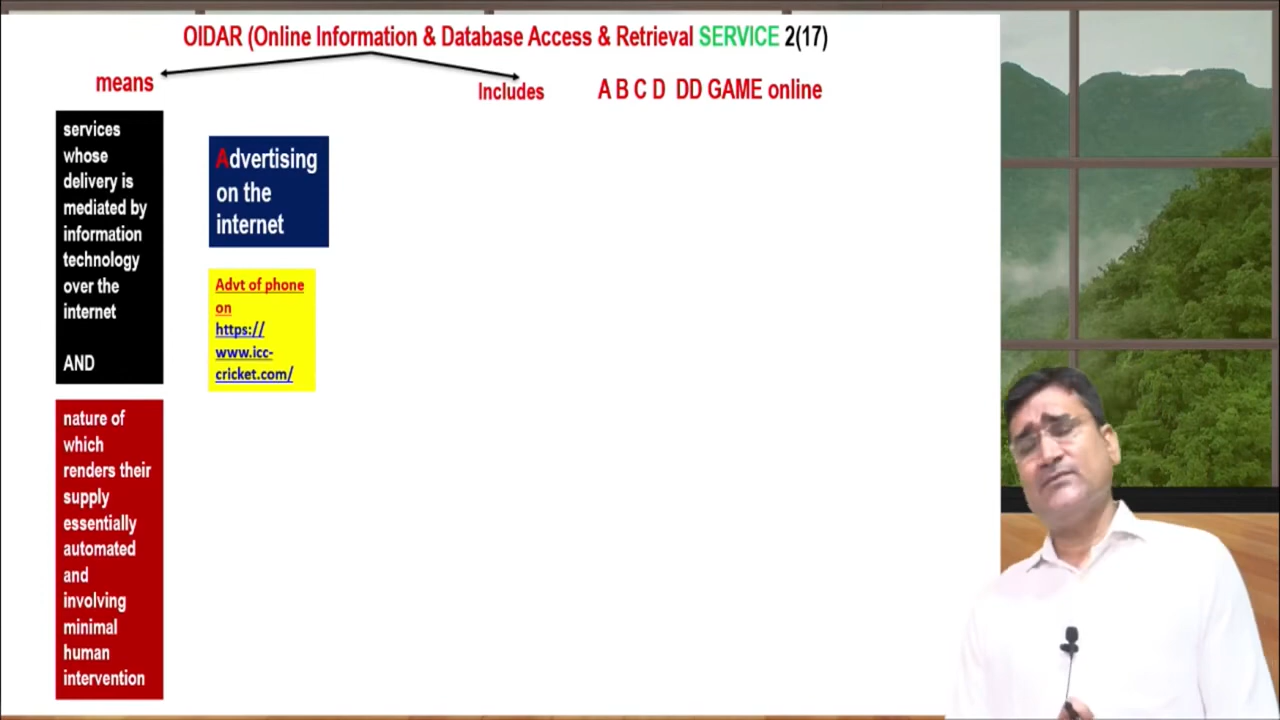 OIDAR (Online Information & Database Access & Retrieval SERVICE 2(17)
means
Includes
A B C D DD GAME online
services
whose
delivery is
mediated by
information
technology
over the
internet
AND
nature of
which
renders their
supply
essentially
automated
and
involving
minimal
human
intervention
Advertising
on the
internet
Advt of phone
on
https://
www.icc-
cricket.com/